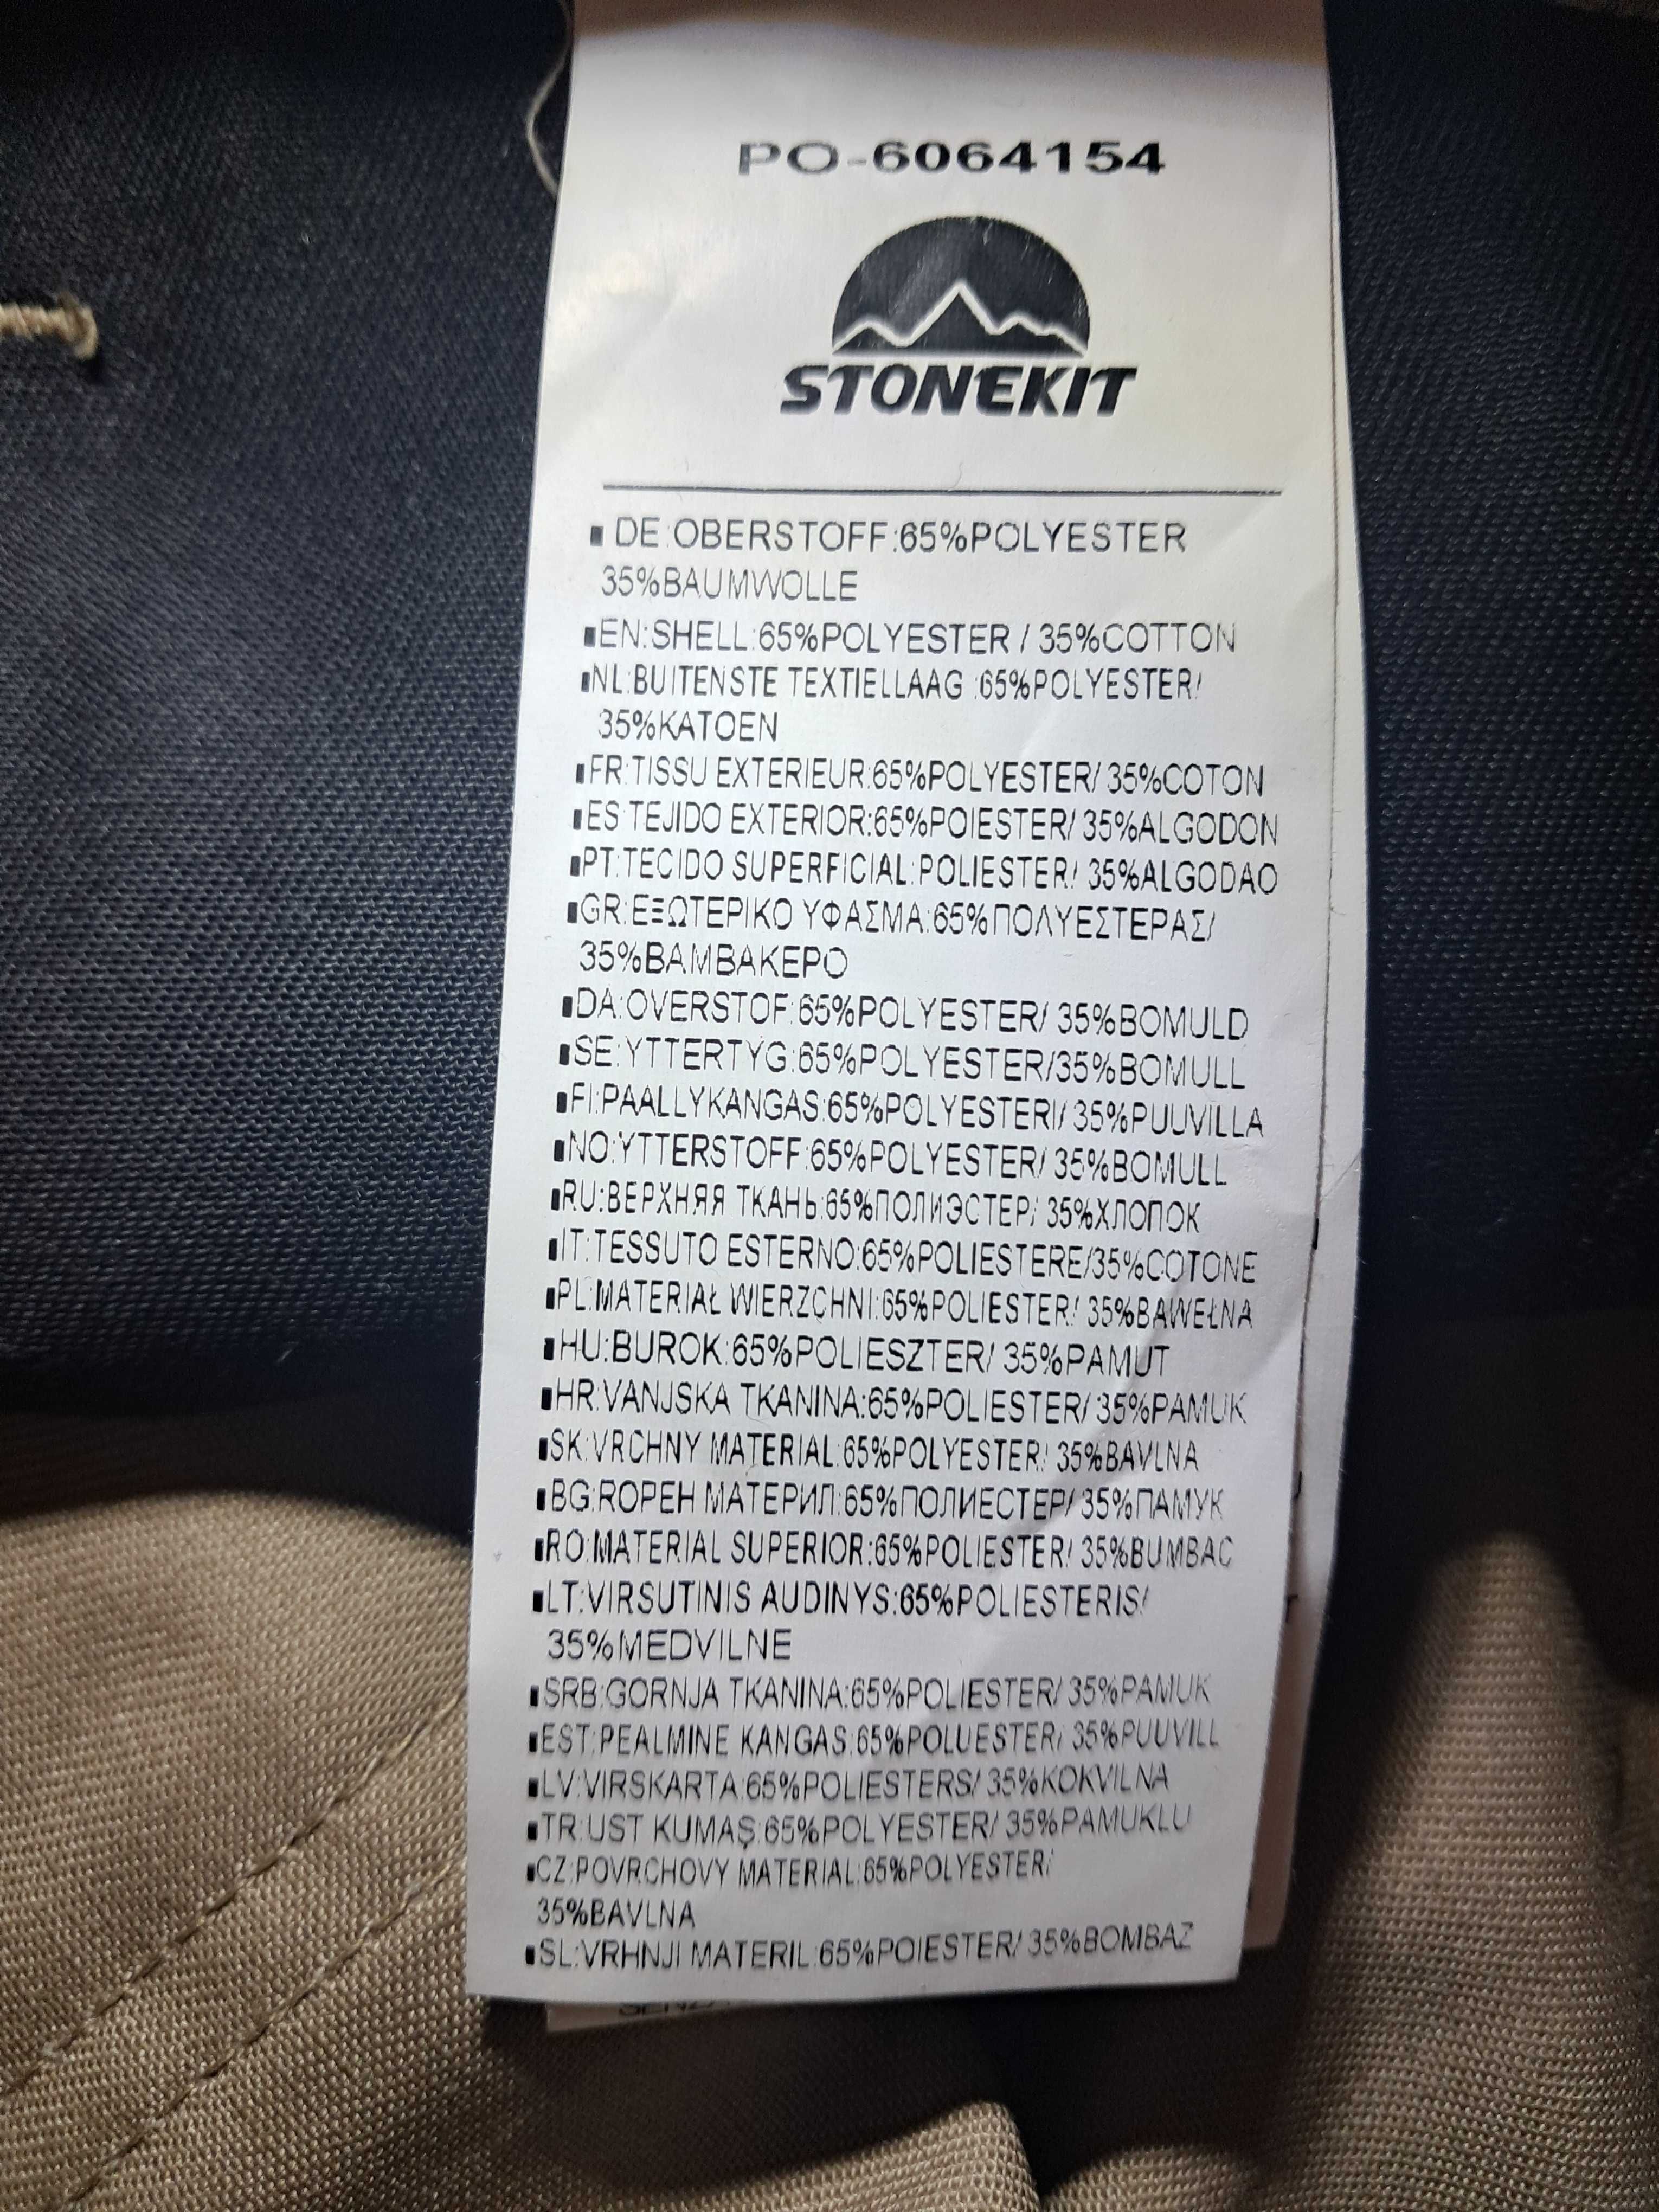 PO-6064154
STONEKIT
▪ DE:OBERSTOFF:65%POLYESTER
35%BAUMWOLLE
▪EN:SHELL:65%POLYESTER / 35%COTTON
▪NL:BUITENSTE TEXTIELLAAG :65%POLYESTER/
35%KATOEN
▪FR:TISSU EXTERIEUR:65%POLYESTER/ 35%COTON
▪ES:TEJIDO EXTERIOR:65%POIESTER/ 35%ALGODON
▪PT:TECIDO SUPERFICIAL:POLIESTER/ 35%ALGODAO
▪GR:ΕΞΩΤΕΡΙΚΟ ΥΦΑΣΜΑ:65%ΠΟΛΥΕΣΤΕΡΑΣ/
35%ΒΑΜΒΑΚΕΡΟ
▪DA:OVERSTOF:65%POLYESTER/ 35%BOMULD
▪SE:YTTERTYG:65%POLYESTER/35%BOMULL
▪FI:PAALLYKANGAS:65%POLYESTERI/ 35%PUUVILLA
▪NO:YTTERSTOFF:65%POLYESTER/ 35%BOMULL
▪RU:ВЕРХНЯЯ ТКАНЬ:65%ПОЛИЭСТЕР/ 35%ХЛОПОК
▪IT:TESSUTO ESTERNO:65%POLIESTERE/35%COTONE
▪PL:MATERIAŁ WIERZCHNI:65%POLIESTER/ 35%BAWEŁNA
▪HU:BUROK:65%POLIESZTER/ 35%PAMUT
▪HR:VANJSKA TKANINA:65%POLIESTER/ 35%PAMUK
▪SK:VRCHNY MATERIAL:65%POLYESTER/ 35%BAVLNA
▪BG:ROPEH МАТЕРИЛ:65%ПОЛИЕСТЕР/ 35%ПАМУК
▪RO:MATERIAL SUPERIOR:65%POLIESTER/ 35%BUMBAC
▪LT:VIRSUTINIS AUDINYS:65%POLIESTERIS/
35%MEDVILNE
▪SRB:GORNJA TKANINA:65%POLIESTER/ 35%PAMUK
▪EST:PEALMINE KANGAS:65%POLUESTER/ 35%PUUVILL
▪LV:VIRSKARTA:65%POLIESTERS/ 35%KOKVILNA
▪TR:UST KUMAŞ:65%POLYESTER/ 35%PAMUKLU
▪CZ:POVRCHOVY MATERIAL:65%POLYESTER/
35%BAVLNA
▪SL:VRHNJI MATERIL:65%POIESTER/ 35%BOMBAZ